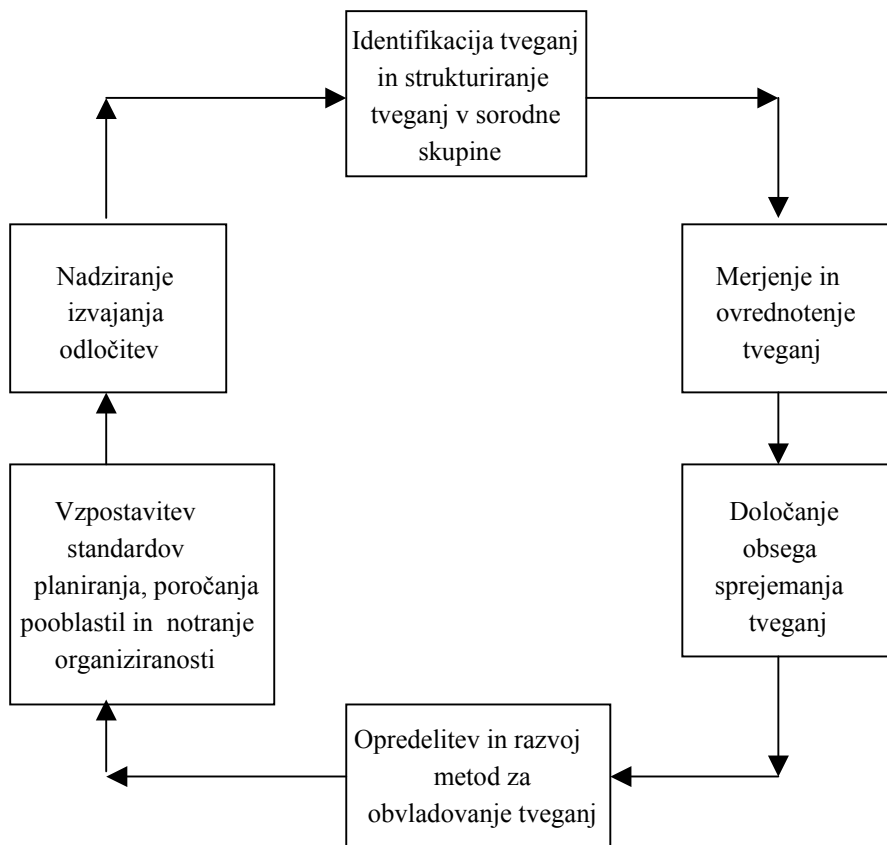 Identifikacija tveganj
in strukturiranje
tveganj v sorodne
skupine
Merjenje in
ovrednotenje
tveganj
Določanje
obsega
sprejemanja
tveganj
Opredelitev in razvoj
metod za
obvladovanje tveganj
Vzpostavitev
standardov
planiranja, poročanja
pooblastil in notranje
organiziranosti
Nadziranje
izvajanja
odločitev